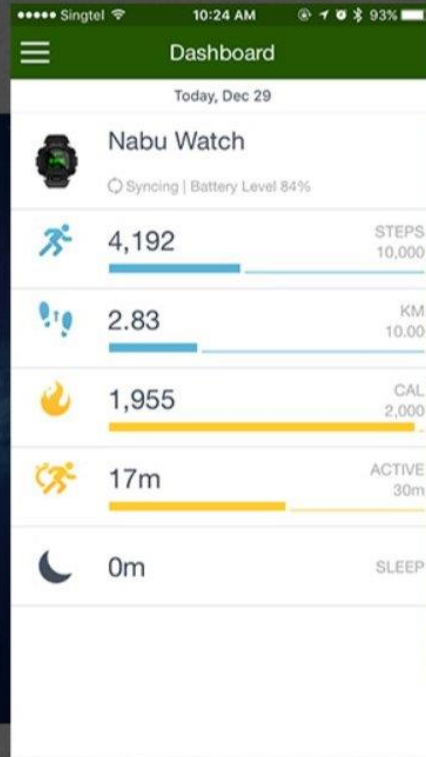 Singtel 10:24 AM 93%
Dashboard
Today, Dec 29
Nabu Watch
Syncing | Battery Level 84%
4,192 STEPS
10,000
2.83 KM
10.00
1,955 CAL
2,000
17m ACTIVE
30m
0m SLEEP